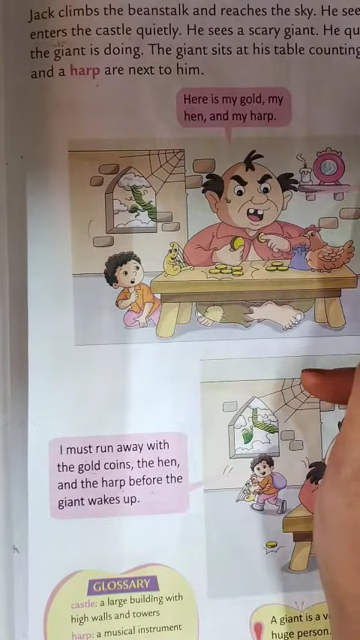 Jack climbs the beanstalk and reaches the sky. He see
enters the castle quietly. He sees a scary giant. He qu
the giant is doing. The giant sits at his table counting
and a harp are next to him.
Here is my gold, my
hen, and my harp.
I must run away with
the gold coins, the hen,
and the harp before the
giant wakes up.
GLOSSARY
castle: a large building with
high walls and towers
harp: a musical instrument
A giant is a v
huge person.